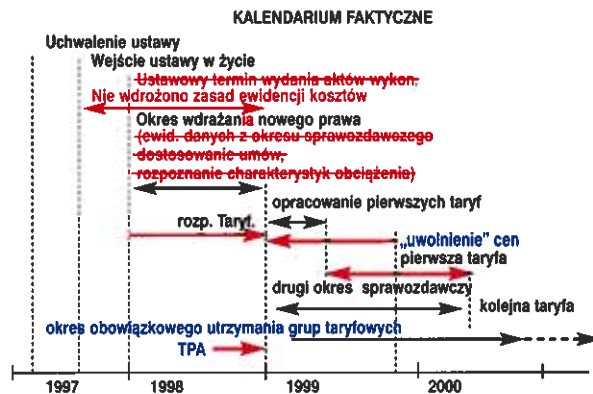 KALENDARIUM FAKTYCZNE
Uchwalenie ustawy
Wejście ustawy w życie
Ustawowy termin wydania aktów wykon.
Nie wdrożono zasad ewidencji kosztów
Okres wdrażania nowego prawa
(ewid. danych z okresu sprawozdawczego
dostosowanie umów,
rozpoznanie charakterystyk obciążenia)
opracowanie pierwszych taryf
rozp. Taryf.
„uwolnienie” cen
pierwsza taryfa
drugi okres sprawozdawczy
kolejna taryfa
okres obowiązkowego utrzymania grup taryfowych
TPA
1997 1998 1999 2000